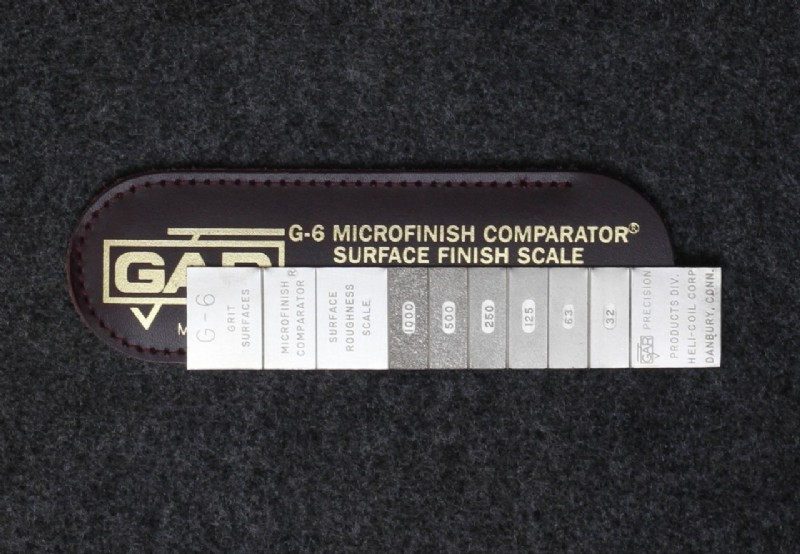 G-6 MICROFINISH COMPARATOR®
SURFACE FINISH SCALE
GAR
G-6
GRIT
SURFACES
MICROFINISH
COMPARATOR®
SURFACE
ROUGHNESS
SCALE
1000
500
250
125
63
32
GAR PRECISION
PRODUCTS DIV.
HELI-COIL CORP
DANBURY, CONN.